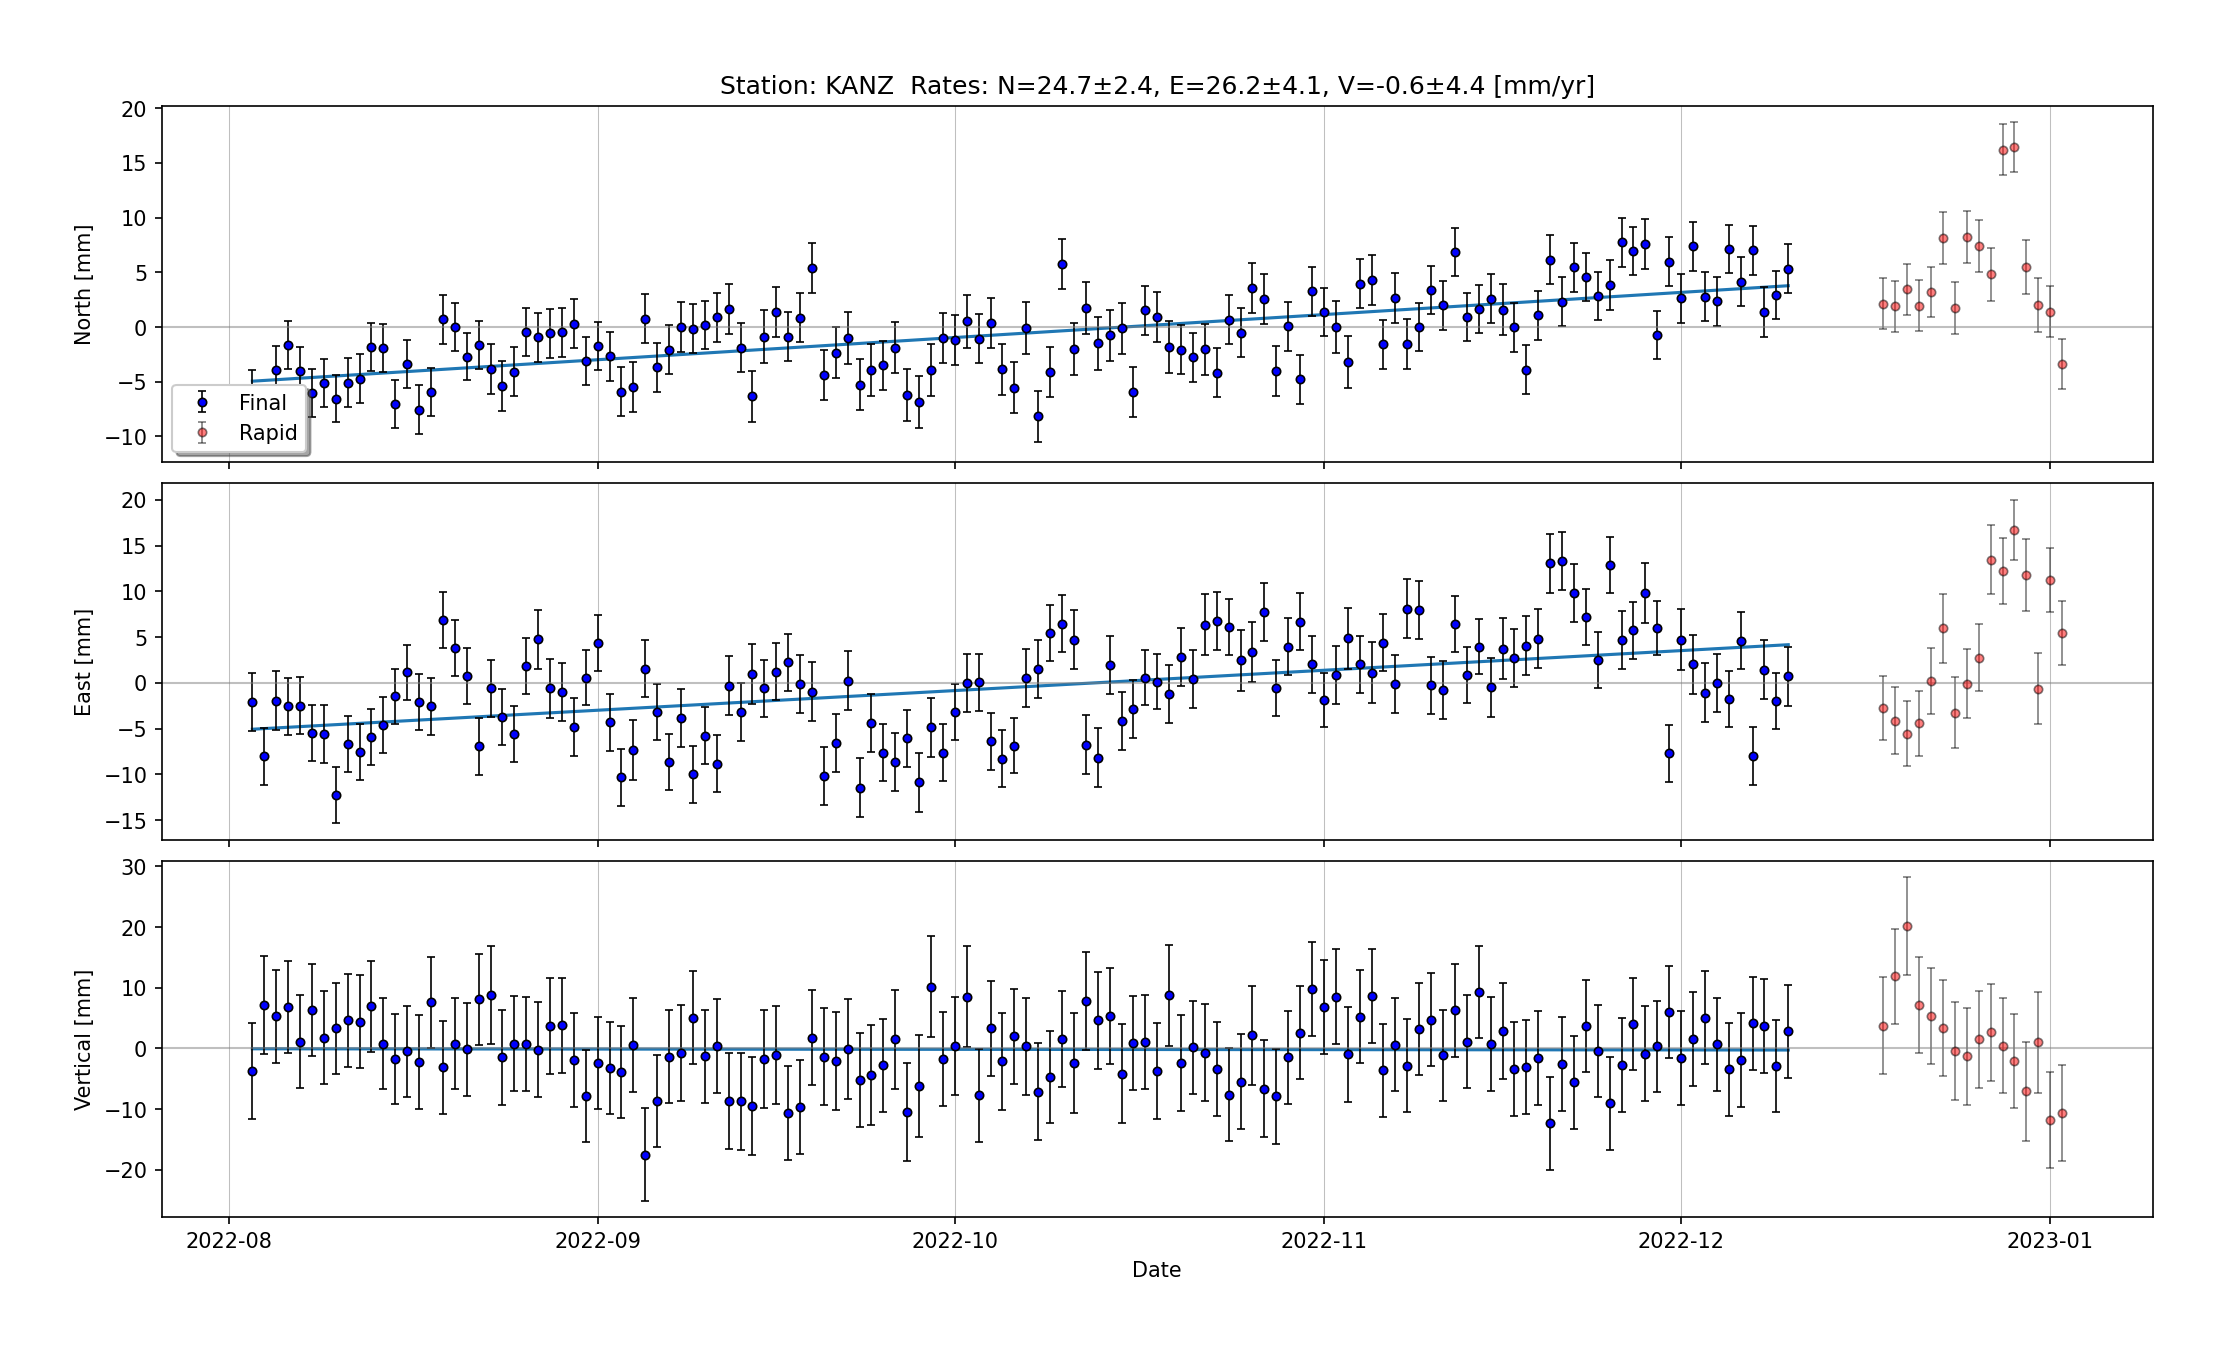 Station: KANZ  Rates: N=24.7±2.4, E=26.2±4.1, V=-0.6±4.4 [mm/yr]
20
15
10
5
0
−5
−10
North [mm]
Final
Rapid
20
15
10
5
0
−5
−10
−15
East [mm]
30
20
10
0
−10
−20
Vertical [mm]
2022-08 2022-09 2022-10 2022-11 2022-12 2023-01
Date